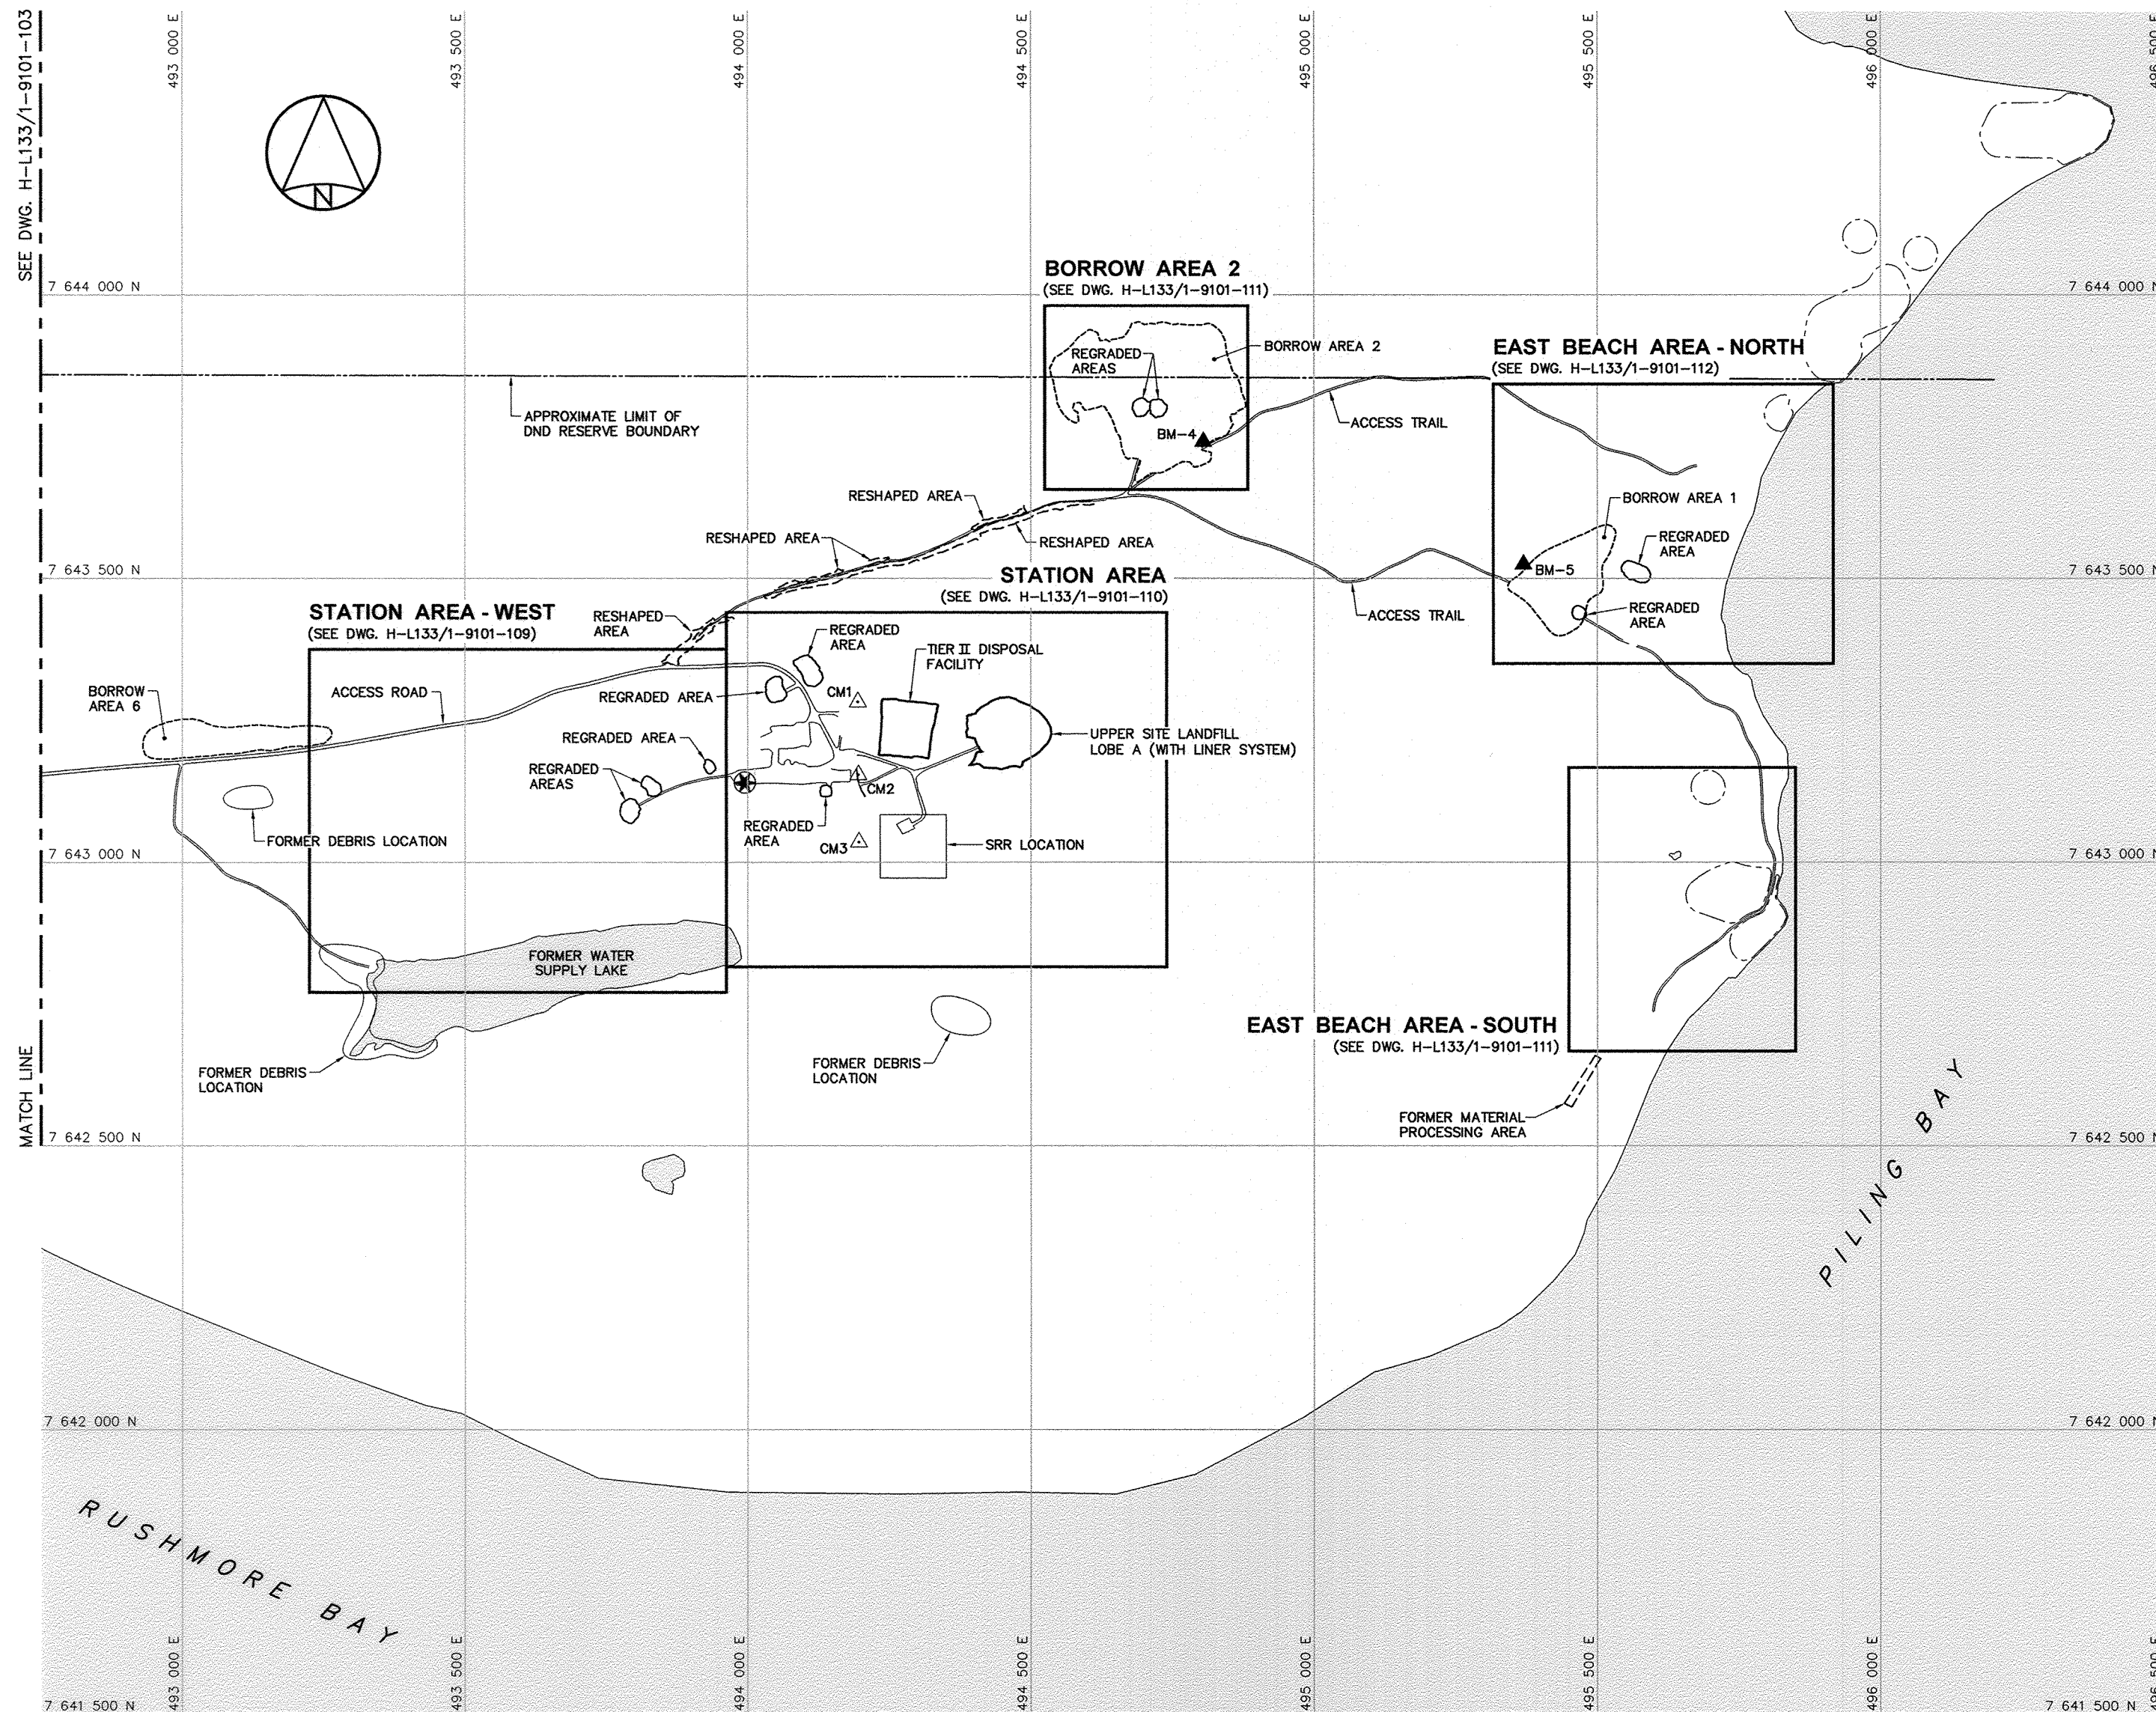 493 000 E
493 500 E
494 000 E
494 500 E
495 000 E
495 500 E
496 000 E
496 500 E
SEE DWG. H-L133/1-9101-103
N
BORROW AREA 2
(SEE DWG. H-L133/1-9101-111)
7 644 000 N
7 644 000 N
REGRADED
AREAS
BORROW AREA 2
EAST BEACH AREA - NORTH
(SEE DWG. H-L133/1-9101-112)
APPROXIMATE LIMIT OF
DND RESERVE BOUNDARY
BM-4
ACCESS TRAIL
RESHAPED AREA
BORROW AREA 1
RESHAPED AREA
RESHAPED AREA
REGRADED
AREA
BM-5
7 643 500 N
7 643 500 N
STATION AREA
(SEE DWG. H-L133/1-9101-110)
STATION AREA - WEST
(SEE DWG. H-L133/1-9101-109)
RESHAPED
AREA
ACCESS TRAIL
REGRADED
AREA
REGRADED
AREA
TIER II DISPOSAL
FACILITY
BORROW
AREA 6
ACCESS ROAD
REGRADED AREA
CM1
REGRADED AREA
UPPER SITE LANDFILL
LOBE A (WITH LINER SYSTEM)
REGRADED
AREAS
CM2
REGRADED
AREA
CM3
SRR LOCATION
FORMER DEBRIS LOCATION
7 643 000 N
7 643 000 N
FORMER WATER
SUPPLY LAKE
EAST BEACH AREA - SOUTH
(SEE DWG. H-L133/1-9101-111)
FORMER DEBRIS
LOCATION
FORMER DEBRIS
LOCATION
MATCH LINE
FORMER MATERIAL
PROCESSING AREA
7 642 500 N
7 642 500 N
PILING BAY
7 642 000 N
7 642 000 N
RUSHMORE BAY
493 000 E
493 500 E
494 000 E
494 500 E
495 000 E
495 500 E
496 000 E
496 500 E
7 641 500 N
7 641 500 N